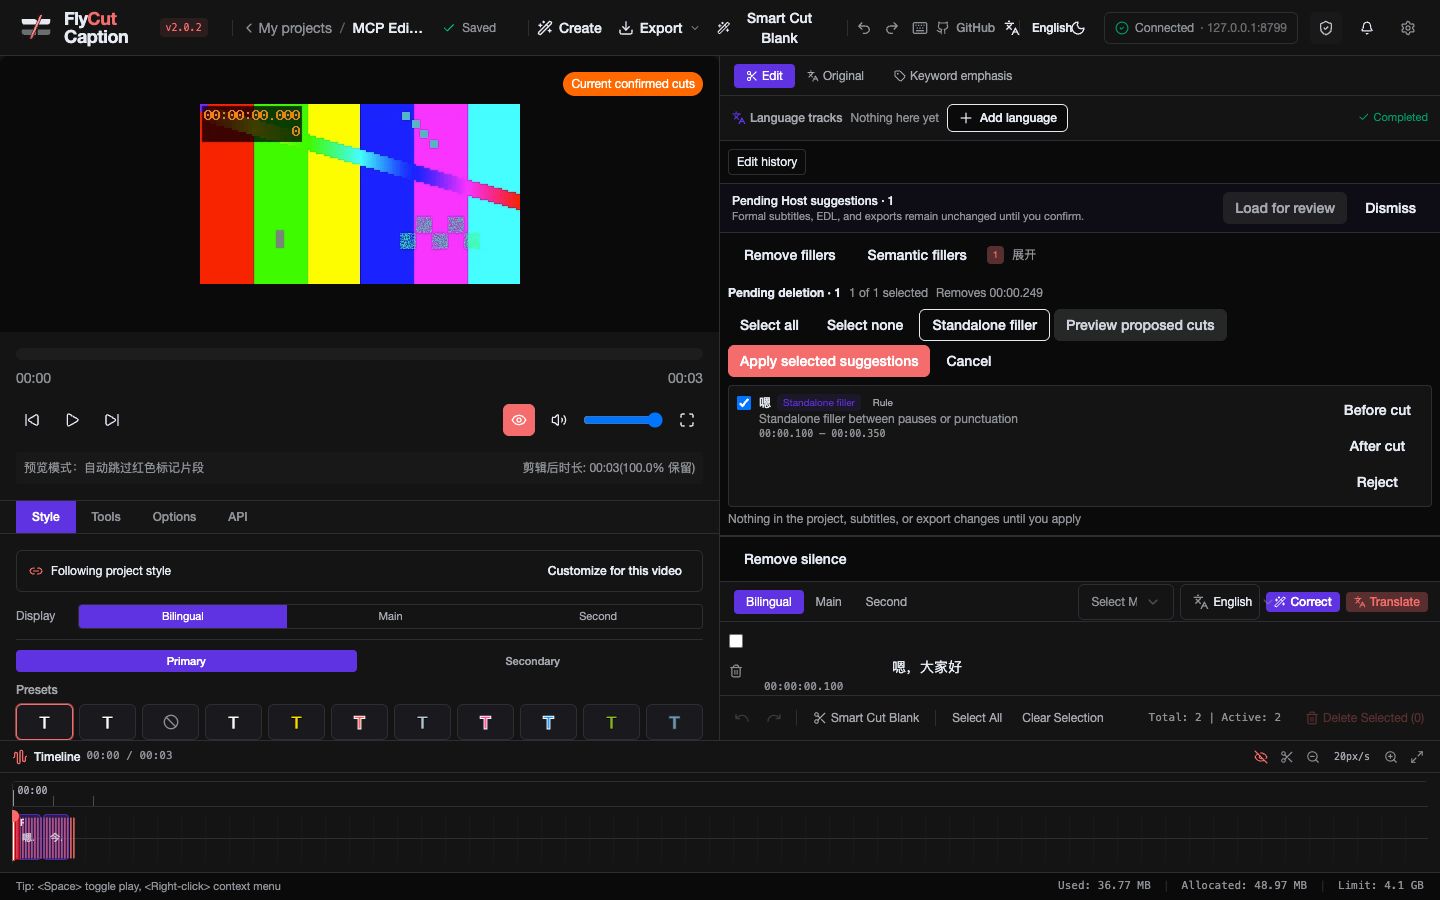 FlyCut Caption
v2.0.2
My projects / MCP Edi...
Saved
Create
Export
Smart Cut Blank
GitHub
English
Connected · 127.0.0.1:8799
Current confirmed cuts
00:00:00.000
0
00:00
00:03
预览模式：自动跳过红色标记片段
剪辑后时长: 00:03(100.0% 保留)
Style
Tools
Options
API
Following project style
Customize for this video
Display
Bilingual
Main
Second
Primary
Secondary
Presets
T T T T T T T T T T
Edit
Original
Keyword emphasis
Language tracks
Nothing here yet
Add language
Completed
Edit history
Pending Host suggestions · 1
Formal subtitles, EDL, and exports remain unchanged until you confirm.
Load for review
Dismiss
Remove fillers
Semantic fillers
1
展开
Pending deletion · 1
1 of 1 selected
Removes 00:00.249
Select all
Select none
Standalone filler
Preview proposed cuts
Apply selected suggestions
Cancel
嗯
Standalone filler
Rule
Standalone filler between pauses or punctuation
00:00.100 – 00:00.350
Before cut
After cut
Reject
Nothing in the project, subtitles, or export changes until you apply
Remove silence
Bilingual
Main
Second
Select M
English
Correct
Translate
嗯，大家好
00:00:00.100
Smart Cut Blank
Select All
Clear Selection
Total: 2 | Active: 2
Delete Selected (0)
Timeline
00:00 / 00:03
20px/s
00:00
嗯,
今
Tip: <Space> toggle play, <Right-click> context menu
Used: 36.77 MB
Allocated: 48.97 MB
Limit: 4.1 GB